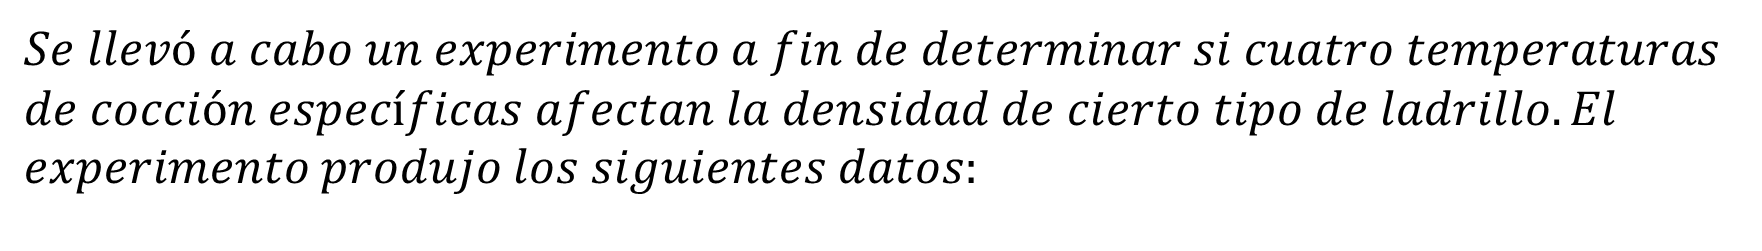 Se llevó a cabo un experimento a fin de determinar si cuatro temperaturas
de cocción específicas afectan la densidad de cierto tipo de ladrillo. El
experimento produjo los siguientes datos: